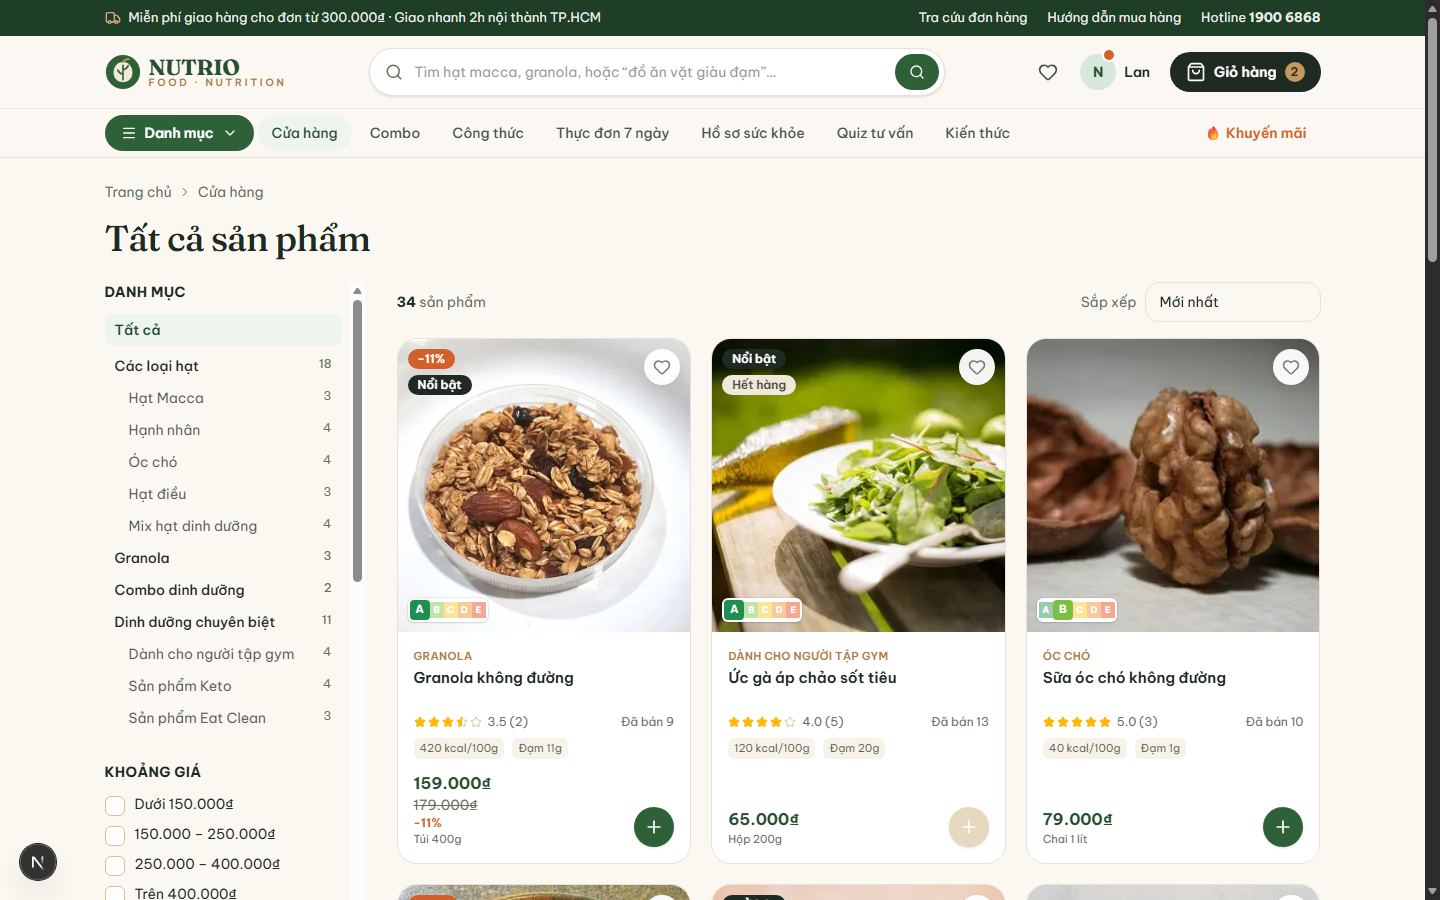 Miễn phí giao hàng cho đơn từ 300.000₫ · Giao nhanh 2h nội thành TP.HCM
Tra cứu đơn hàng
Hướng dẫn mua hàng
Hotline 1900 6868
NUTRIO
FOOD · NUTRITION
Tìm hạt macca, granola, hoặc “đồ ăn vặt giàu đạm”…
N
Lan
Giỏ hàng
2
Danh mục
Cửa hàng
Combo
Công thức
Thực đơn 7 ngày
Hồ sơ sức khỏe
Quiz tư vấn
Kiến thức
Khuyến mãi
Trang chủ
Cửa hàng
Tất cả sản phẩm
DANH MỤC
Tất cả
Các loại hạt 18
Hạt Macca 3
Hạnh nhân 4
Óc chó 4
Hạt điều 3
Mix hạt dinh dưỡng 4
Granola 3
Combo dinh dưỡng 2
Dinh dưỡng chuyên biệt 11
Dành cho người tập gym 4
Sản phẩm Keto 4
Sản phẩm Eat Clean 3
KHOẢNG GIÁ
Dưới 150.000₫
150.000 – 250.000₫
250.000 – 400.000₫
Trên 400.000₫
N
34 sản phẩm
Sắp xếp
Mới nhất
-11%
Nổi bật
A B C D E
GRANOLA
Granola không đường
3.5 (2)
Đã bán 9
420 kcal/100g
Đạm 11g
159.000₫
179.000₫
-11%
Túi 400g
Nổi bật
Hết hàng
A B C D E
DÀNH CHO NGƯỜI TẬP GYM
Ức gà áp chảo sốt tiêu
4.0 (5)
Đã bán 13
120 kcal/100g
Đạm 20g
65.000₫
Hộp 200g
A B C D E
ÓC CHÓ
Sữa óc chó không đường
5.0 (3)
Đã bán 10
40 kcal/100g
Đạm 1g
79.000₫
Chai 1 lít